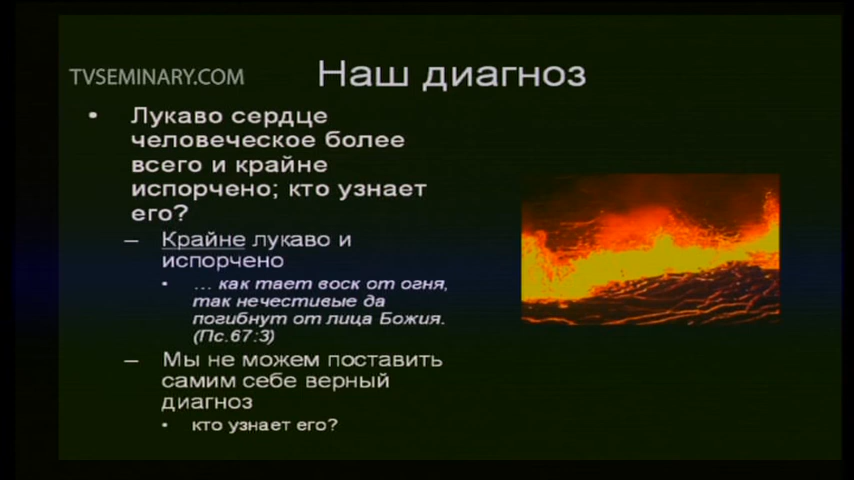 TVSEMINARY.COM
Наш диагноз
• Лукаво сердце
человеческое более
всего и крайне
испорчено; кто узнает
его?
– Крайне лукаво и
испорчено
• … как тает воск от огня,
так нечестивые да
погибнут от лица Божия.
(Пс.67:3)
– Мы не можем поставить
самим себе верный
диагноз
• кто узнает его?